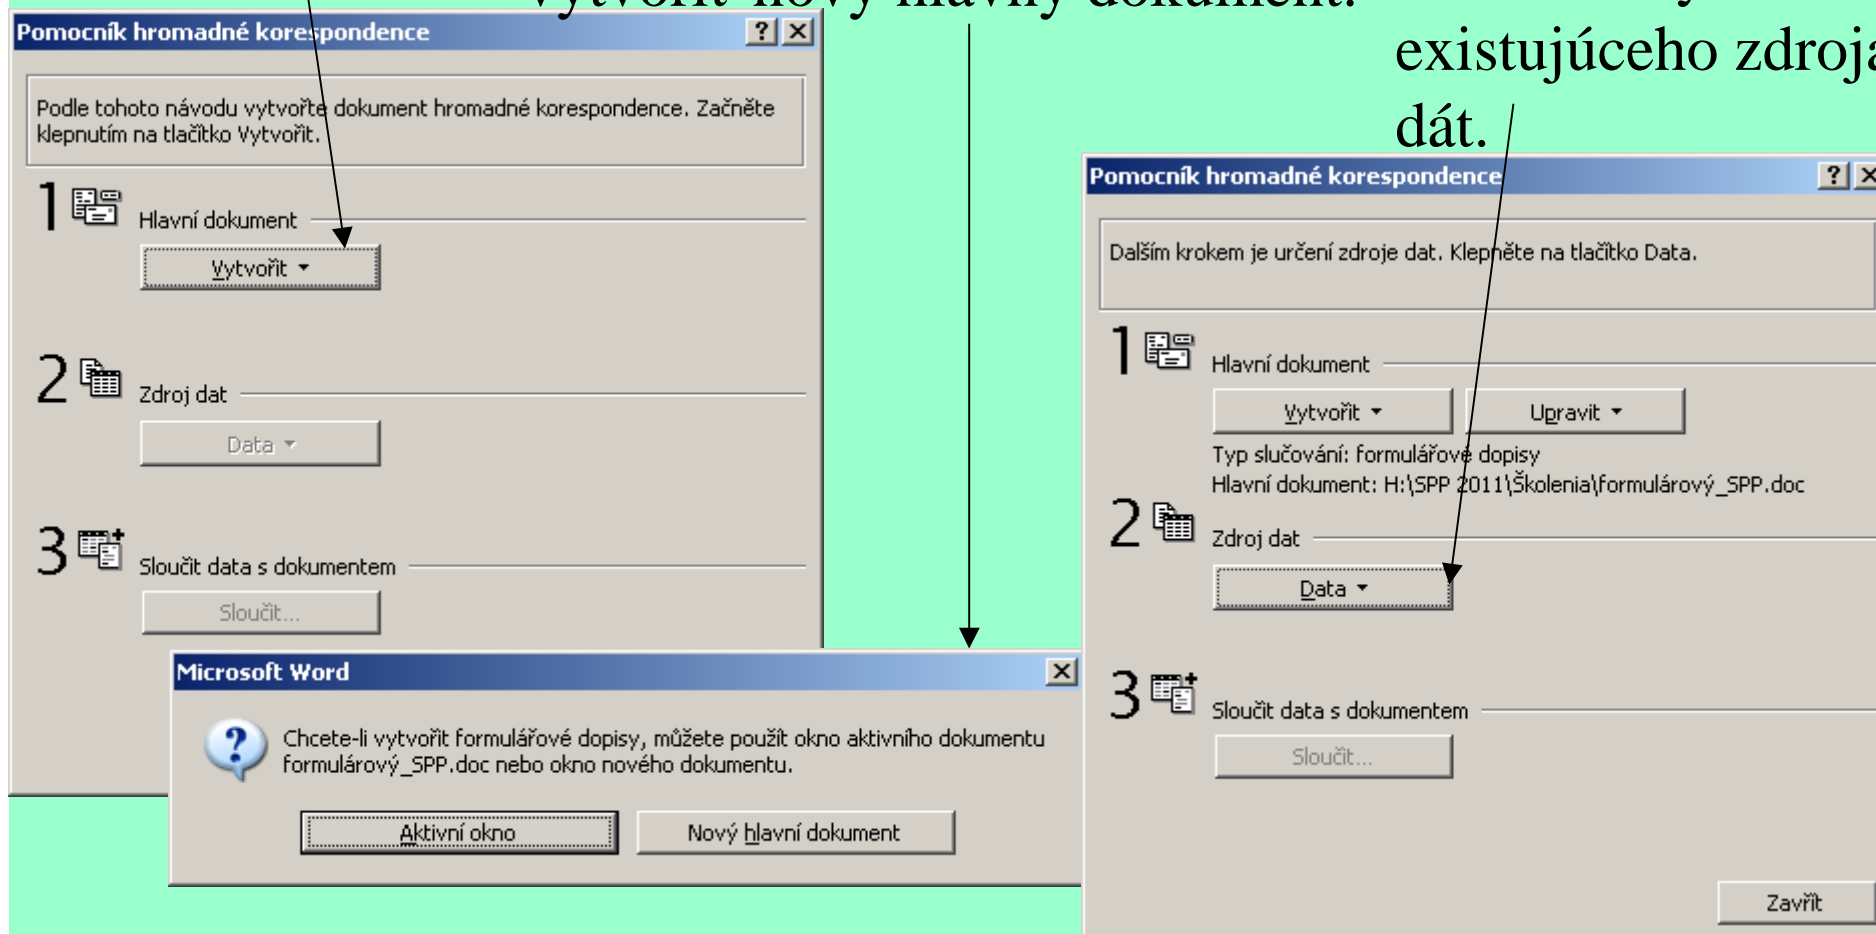 vytvoriť nový hlavný dokument.
existujúceho zdroja
dát.
Pomocník hromadné korespondence
Podle tohoto návodu vytvořte dokument hromadné korespondence. Začněte
klepnutím na tlačítko Vytvořit.
1
Hlavní dokument
Vytvořit
2
Zdroj dat
Data
3
Sloučit data s dokumentem
Sloučit...
Microsoft Word
Chcete-li vytvořit formulářové dopisy, můžete použít okno aktivního dokumentu
formulárový_SPP.doc nebo okno nového dokumentu.
Aktivní okno
Nový hlavní dokument
Pomocník hromadné korespondence
Dalším krokem je určení zdroje dat. Klepněte na tlačítko Data.
1
Hlavní dokument
Vytvořit
Upravit
Typ slučování: formulářové dopisy
Hlavní dokument: H:\SPP 2011\Školenia\formulárový_SPP.doc
2
Zdroj dat
Data
3
Sloučit data s dokumentem
Sloučit...
Zavřít